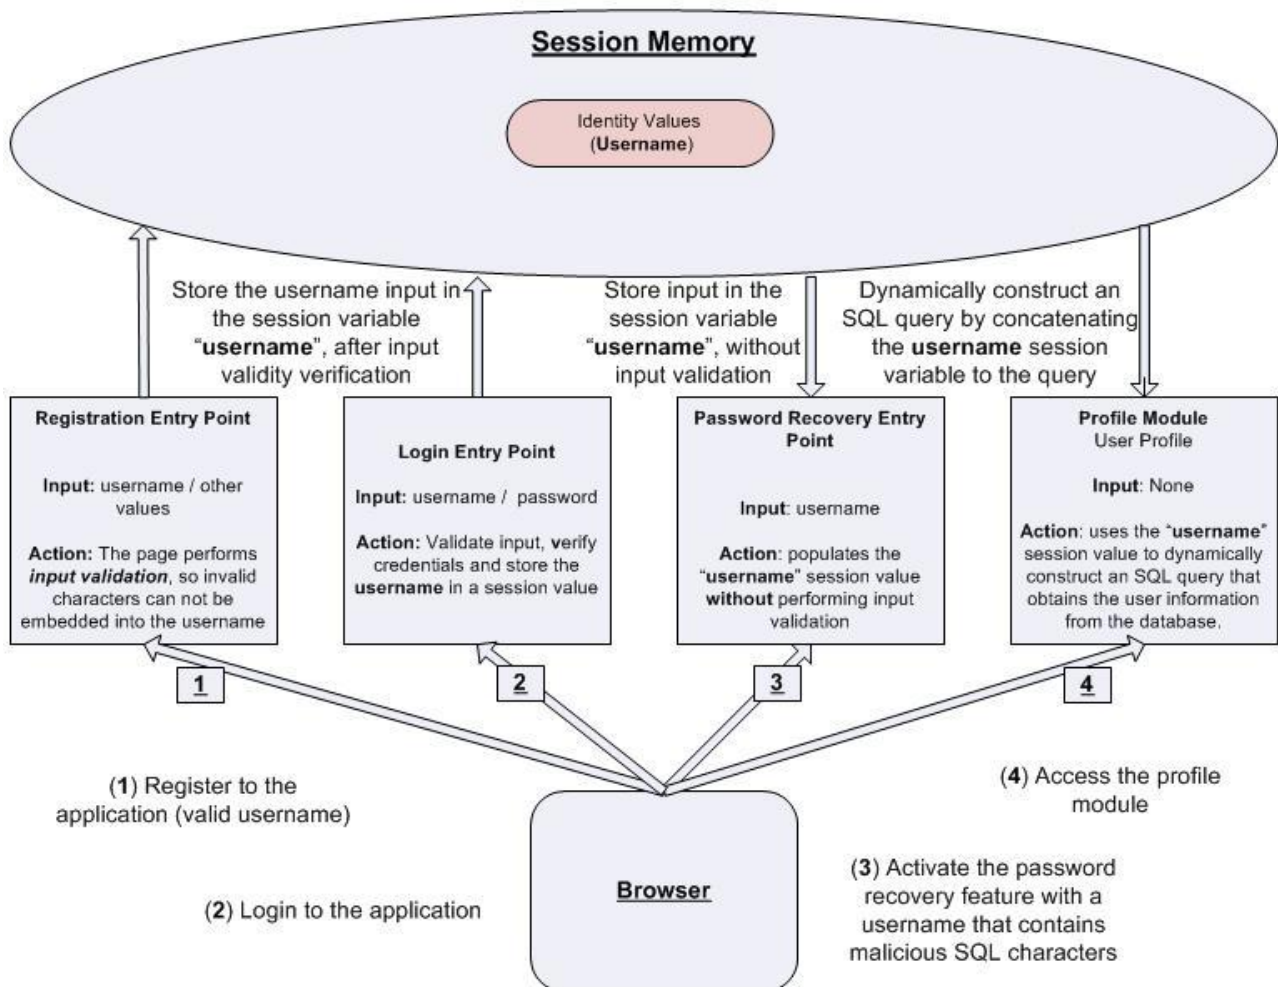 Session Memory
Identity Values
(Username)
Store the username input in
the session variable
“username”, after input
validity verification
Store input in the
session variable
“username”, without
input validation
Dynamically construct an
SQL query by concatenating
the username session
variable to the query
Registration Entry Point
Input: username / other
values
Action: The page performs
input validation, so invalid
characters can not be
embedded into the username
Login Entry Point
Input: username / password
Action: Validate input, verify
credentials and store the
username in a session value
Password Recovery Entry
Point
Input: username
Action: populates the
“username” session value
without performing input
validation
Profile Module
User Profile
Input: None
Action: uses the “username”
session value to dynamically
construct an SQL query that
obtains the user information
from the database.
1
2
3
4
(1) Register to the
application (valid username)
(2) Login to the application
Browser
(4) Access the profile
module
(3) Activate the password
recovery feature with a
username that contains
malicious SQL characters